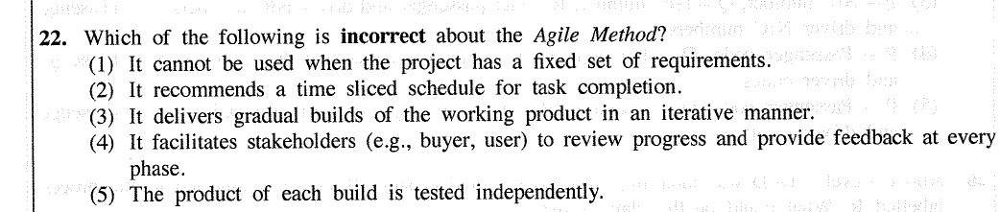 22. Which of the following is incorrect about the Agile Method?
(1) It cannot be used when the project has a fixed set of requirements.
(2) It recommends a time sliced schedule for task completion.
(3) It delivers gradual builds of the working product in an iterative manner.
(4) It facilitates stakeholders (e.g., buyer, user) to review progress and provide feedback at every
phase.
(5) The product of each build is tested independently.